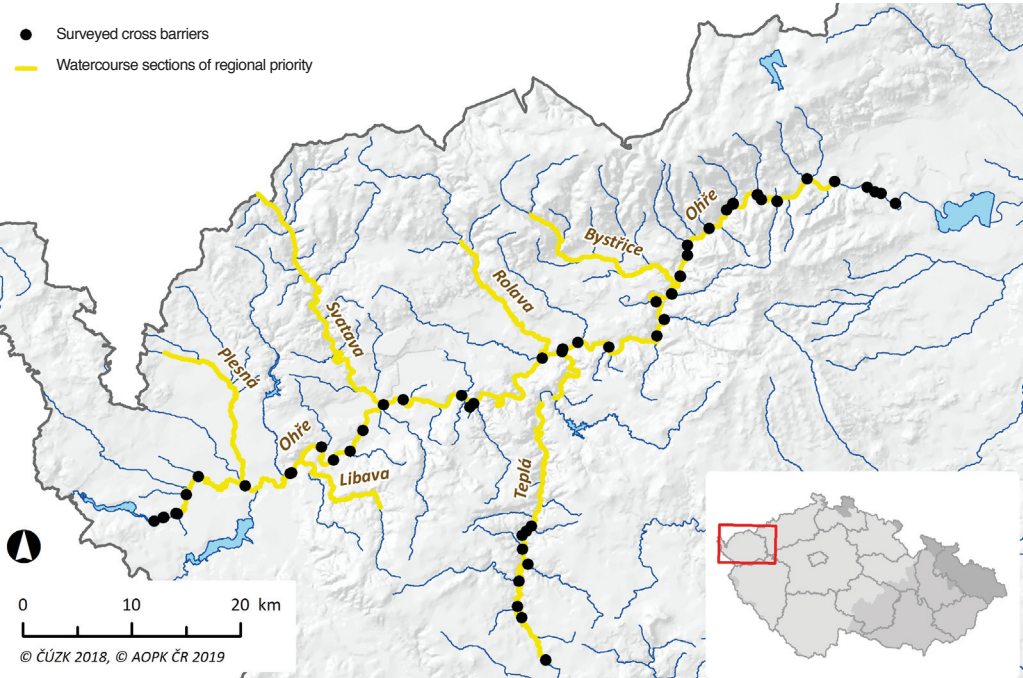 Surveyed cross barriers
Watercourse sections of regional priority
Ohře
Bystřice
Rolava
Svatava
Plesná
Ohře
Libava
Teplá
0 10 20 km
© ČÚZK 2018, © AOPK ČR 2019